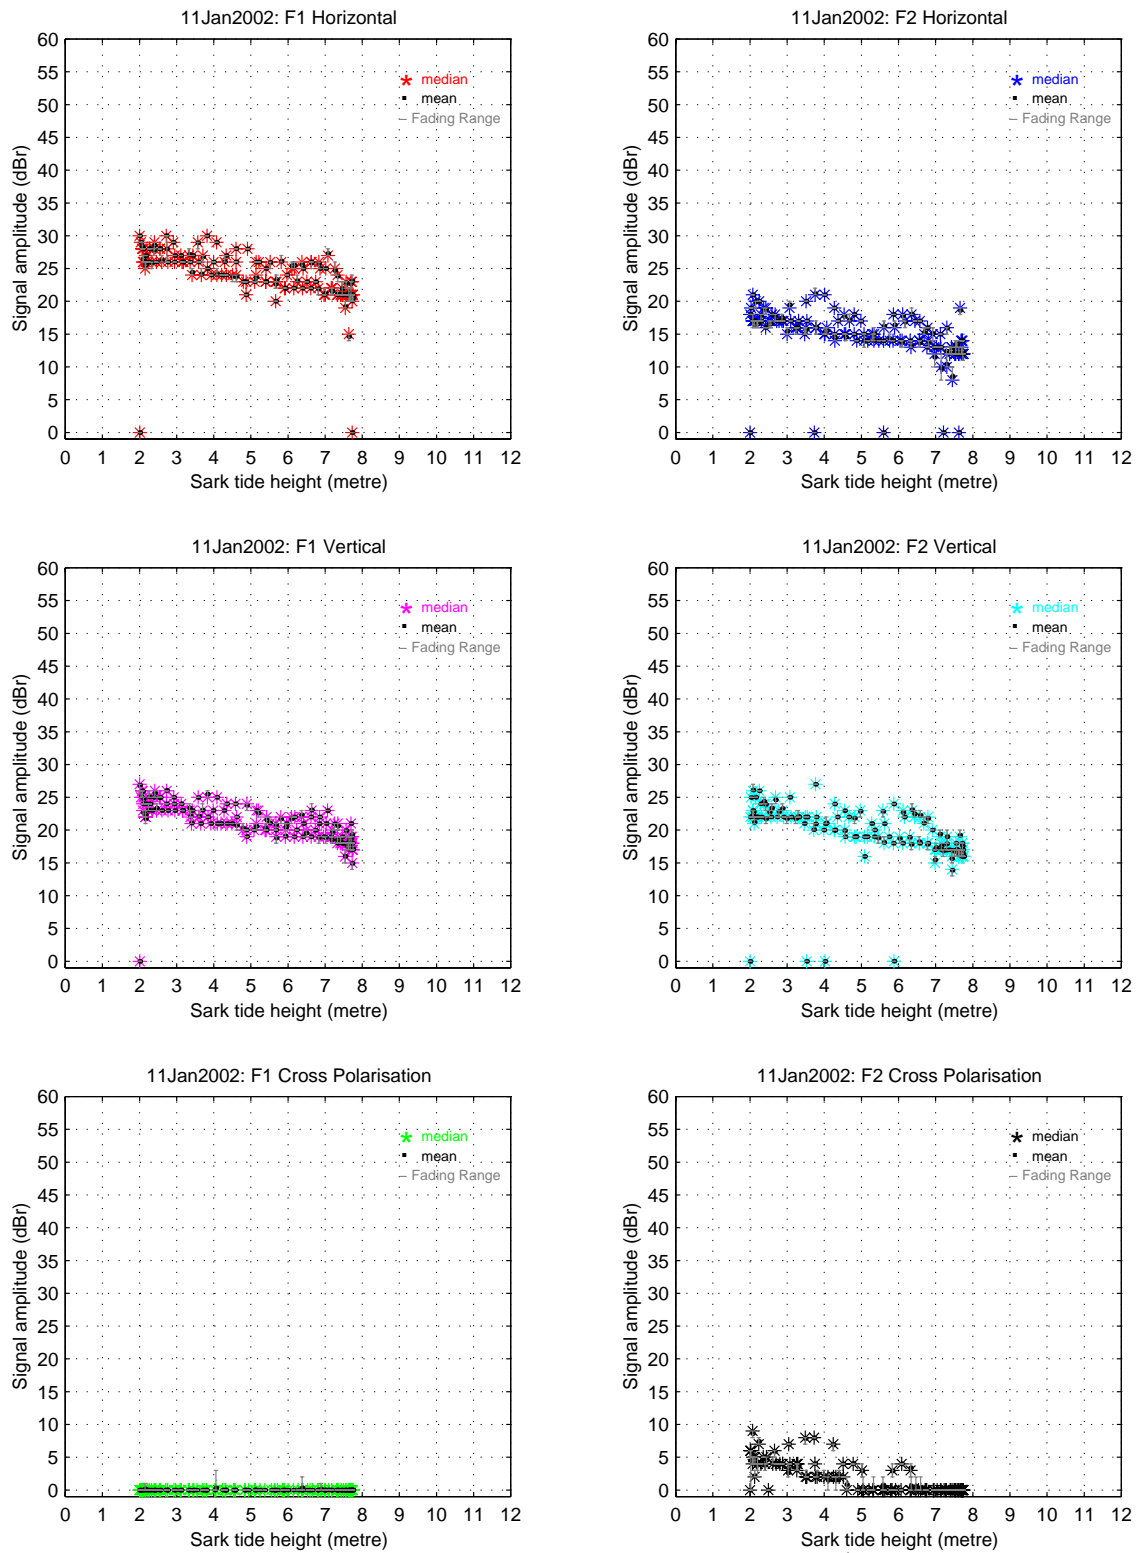 11Jan2002: F1 Horizontal
60
55
50
45
40
35
30
25
20
15
10
5
0
Signal amplitude (dBr)
median
mean
Fading Range
0 1 2 3 4 5 6 7 8 9 10 11 12
Sark tide height (metre)
11Jan2002: F2 Horizontal
60
55
50
45
40
35
30
25
20
15
10
5
0
Signal amplitude (dBr)
median
mean
Fading Range
0 1 2 3 4 5 6 7 8 9 10 11 12
Sark tide height (metre)
11Jan2002: F1 Vertical
60
55
50
45
40
35
30
25
20
15
10
5
0
Signal amplitude (dBr)
median
mean
Fading Range
0 1 2 3 4 5 6 7 8 9 10 11 12
Sark tide height (metre)
11Jan2002: F2 Vertical
60
55
50
45
40
35
30
25
20
15
10
5
0
Signal amplitude (dBr)
median
mean
Fading Range
0 1 2 3 4 5 6 7 8 9 10 11 12
Sark tide height (metre)
11Jan2002: F1 Cross Polarisation
60
55
50
45
40
35
30
25
20
15
10
5
0
Signal amplitude (dBr)
median
mean
Fading Range
0 1 2 3 4 5 6 7 8 9 10 11 12
Sark tide height (metre)
11Jan2002: F2 Cross Polarisation
60
55
50
45
40
35
30
25
20
15
10
5
0
Signal amplitude (dBr)
median
mean
Fading Range
0 1 2 3 4 5 6 7 8 9 10 11 12
Sark tide height (metre)